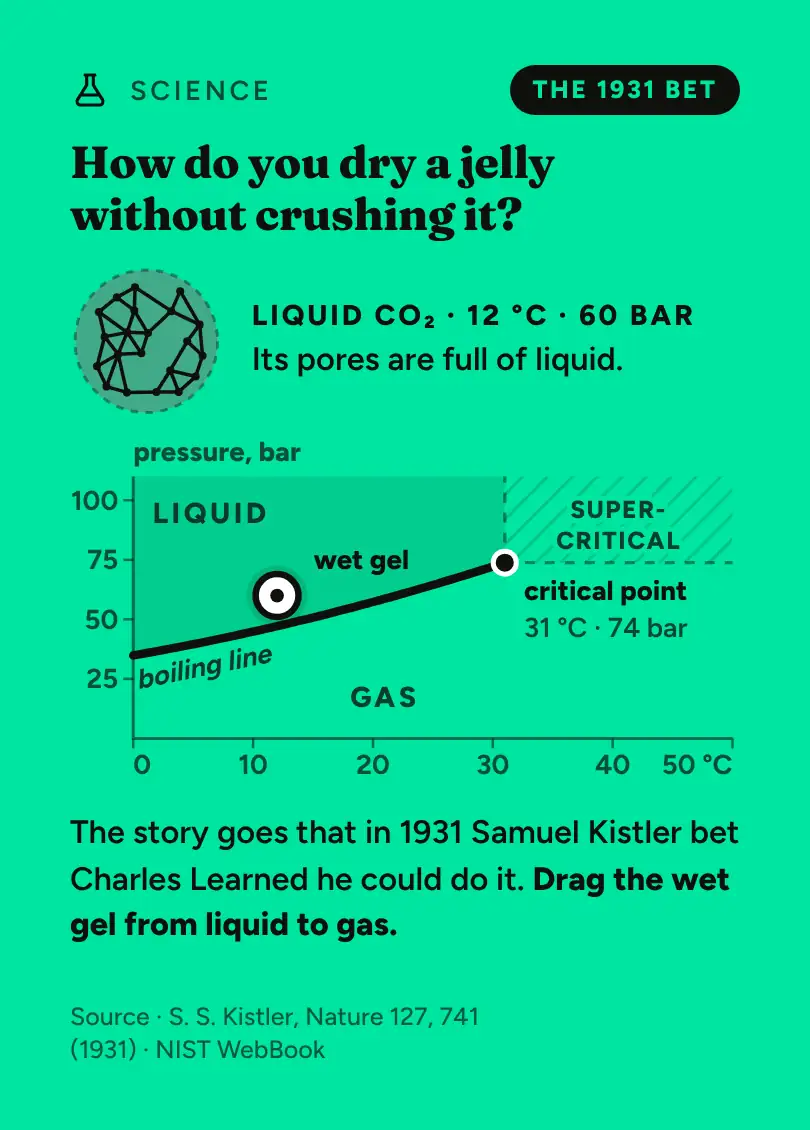 SCIENCE
THE 1931 BET
How do you dry a jelly
without crushing it?
LIQUID CO₂ · 12 °C · 60 BAR
Its pores are full of liquid.
pressure, bar
100
75
50
25
LIQUID
SUPER-
CRITICAL
wet gel
critical point
31 °C · 74 bar
boiling line
GAS
0 10 20 30 40 50 °C
The story goes that in 1931 Samuel Kistler bet
Charles Learned he could do it. Drag the wet
gel from liquid to gas.
Source · S. S. Kistler, Nature 127, 741
(1931) · NIST WebBook